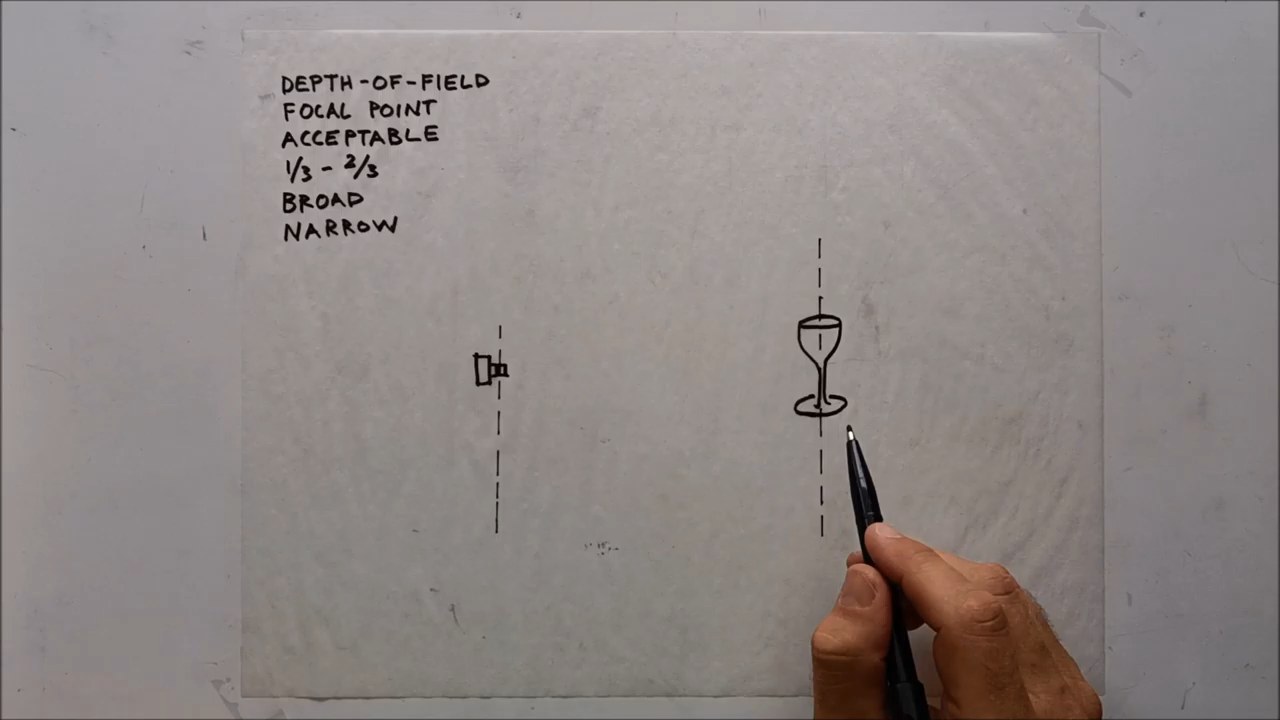 DEPTH-OF-FIELD
FOCAL POINT
ACCEPTABLE
1/3 - 2/3
BROAD
NARROW